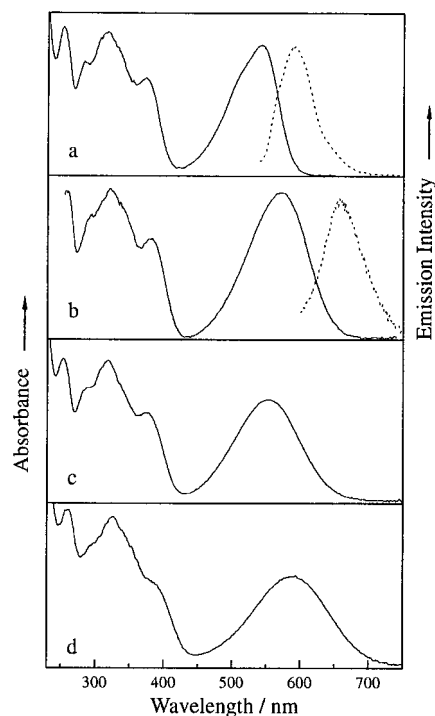 a
b
c
d
Absorbance
Emission Intensity
300 400 500 600 700
Wavelength / nm